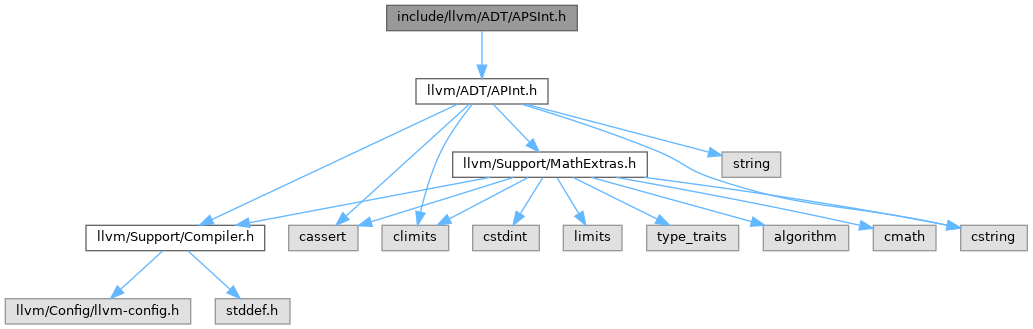 include/llvm/ADT/APSInt.h
llvm/ADT/APInt.h
llvm/Support/MathExtras.h
string
llvm/Support/Compiler.h
cassert
climits
cstdint
limits
type_traits
algorithm
cmath
cstring
llvm/Config/llvm-config.h
stddef.h